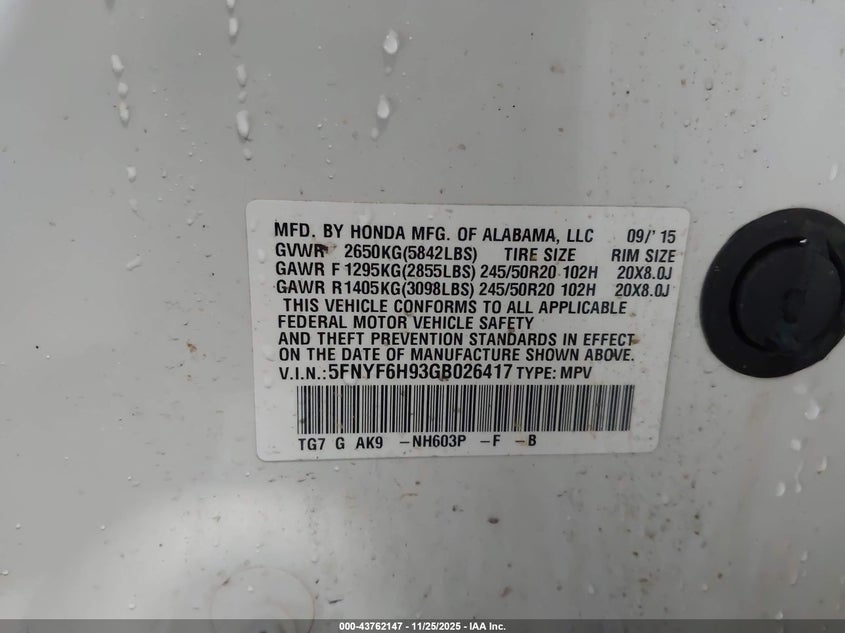 MFD. BY HONDA MFG. OF ALABAMA, LLC 09/'15
GVWR 2650KG(5842LBS) TIRE SIZE RIM SIZE
GAWR F 1295KG(2855LBS) 245/50R20 102H 20X8.0J
GAWR R 1405KG(3098LBS) 245/50R20 102H 20X8.0J
THIS VEHICLE CONFORMS TO ALL APPLICABLE
FEDERAL MOTOR VEHICLE SAFETY
AND THEFT PREVENTION STANDARDS IN EFFECT
ON THE DATE OF MANUFACTURE SHOWN ABOVE.
V.I.N.: 5FNYF6H93GB026417 TYPE: MPV
TG7 G AK9 -NH603P -F -B
000-43762147 - 11/25/2025 - IAA Inc.